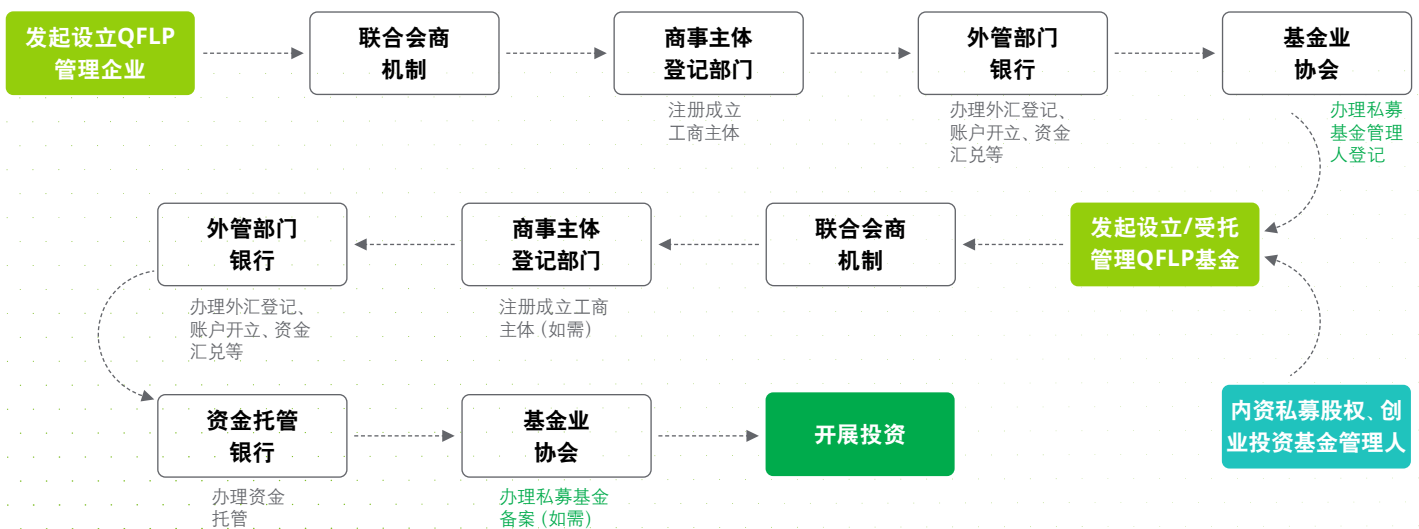 发起设立QFLP
管理企业
联合会商
机制
商事主体
登记部门
注册成立
工商主体
外管部门
银行
办理外汇登记、
账户开立、资金
汇兑等
基金业
协会
办理私募
基金管理
人登记
发起设立/受托
管理QFLP基金
联合会商
机制
商事主体
登记部门
注册成立工商
主体（如需）
外管部门
银行
办理外汇登记、
账户开立、资金
汇兑等
内资私募股权、创
业投资基金管理人
资金托管
银行
办理资金
托管
基金业
协会
办理私募基金
备案（如需）
开展投资